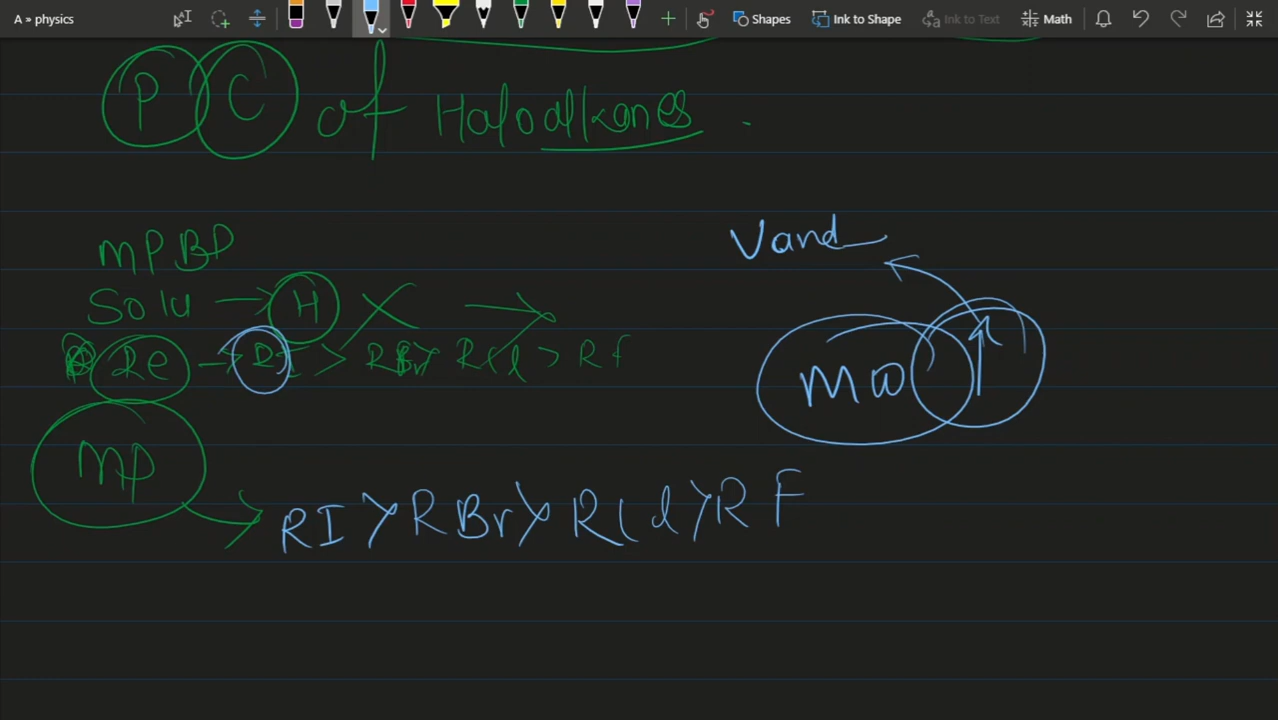 A » physics
Shapes
Ink to Shape
Ink to Text
Math
P C of Haloalkanes .
MP BP
Vand
Solu → H
Re → RI > RBr > RCl > RF
MW ↑
MP
RI > RBr > RCl > RF